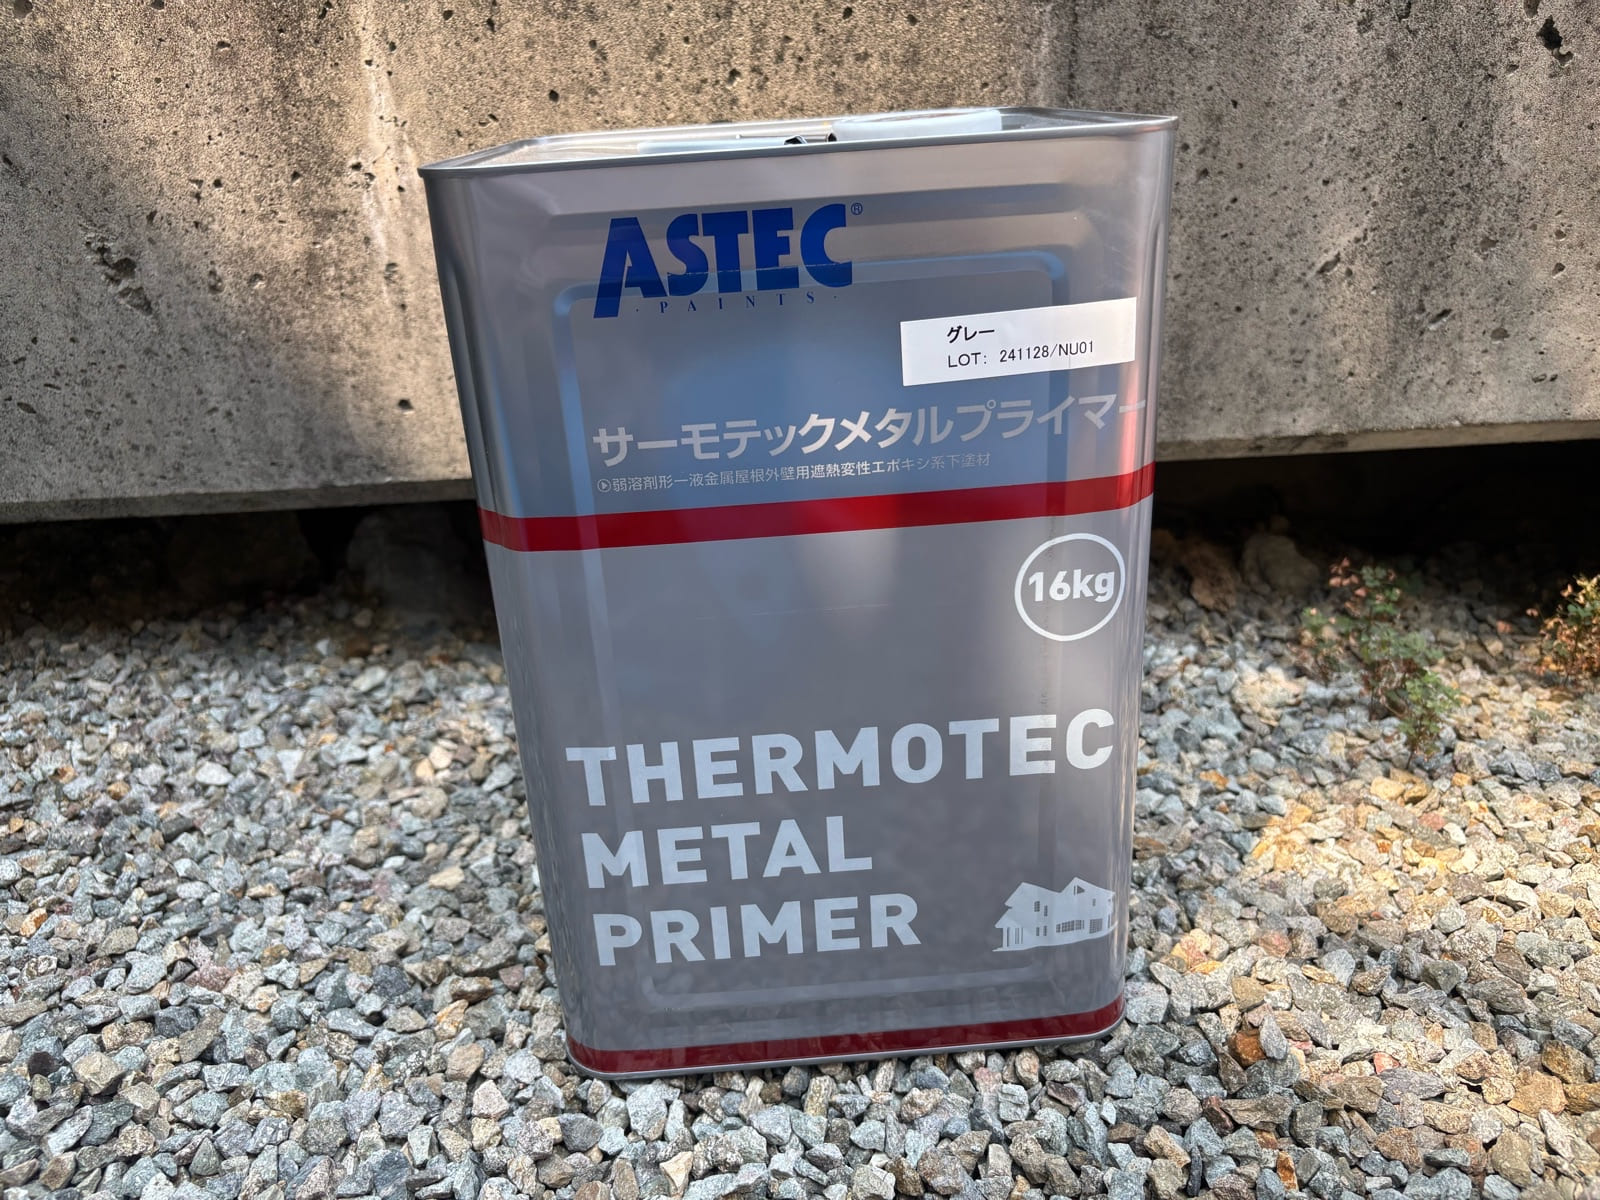 ASTEC®
・PAINTS・
グレー
LOT: 241128/NU01
サーモテックメタルプライマー
弱溶剤形一液金属屋根外壁用遮熱変性エポキシ系下塗材
16kg
THERMOTEC
METAL
PRIMER